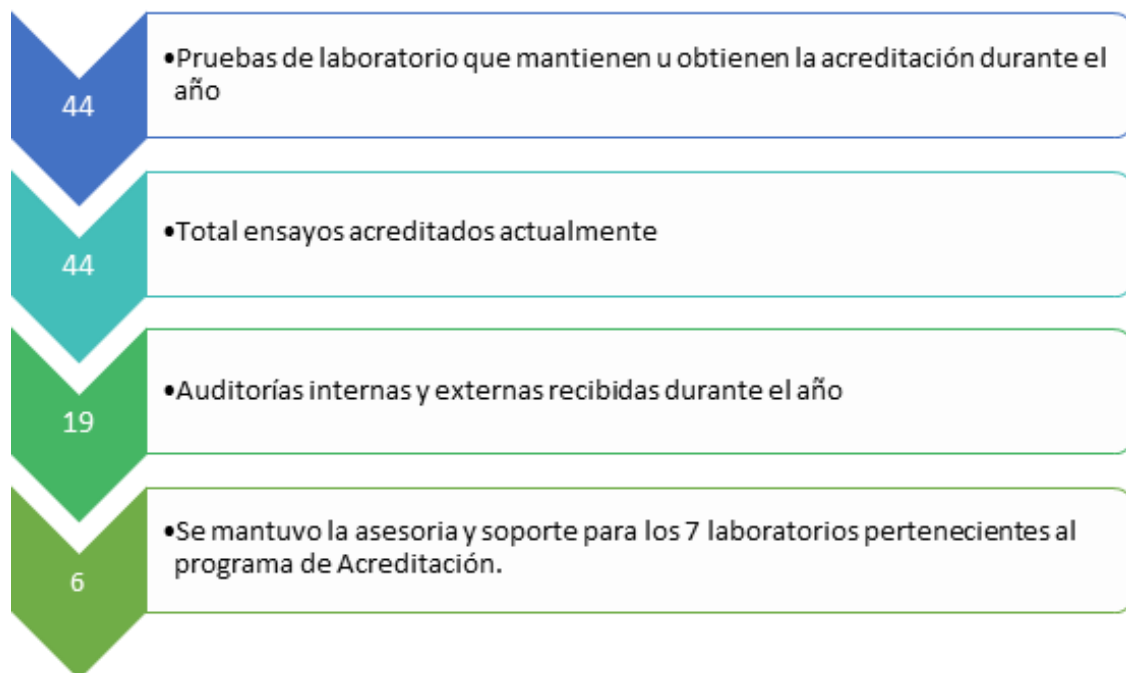 44
•Pruebas de laboratorio que mantienen u obtienen la acreditación durante el
año
44
•Total ensayos acreditados actualmente
19
•Auditorías internas y externas recibidas durante el año
6
•Se mantuvo la asesoria y soporte para los 7 laboratorios pertenecientes al
programa de Acreditación.